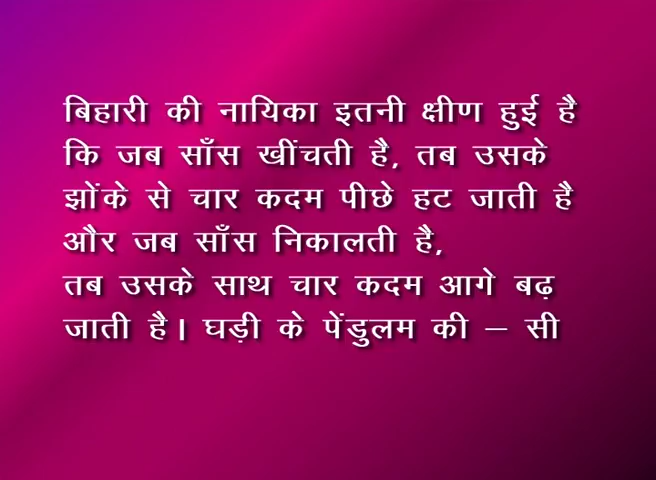 बिहारी की नायिका इतनी क्षीण हुई है
कि जब साँस खींचती है, तब उसके
झोंके से चार कदम पीछे हट जाती है
और जब साँस निकालती है,
तब उसके साथ चार कदम आगे बढ़
जाती है। घड़ी के पेंडुलम की – सी